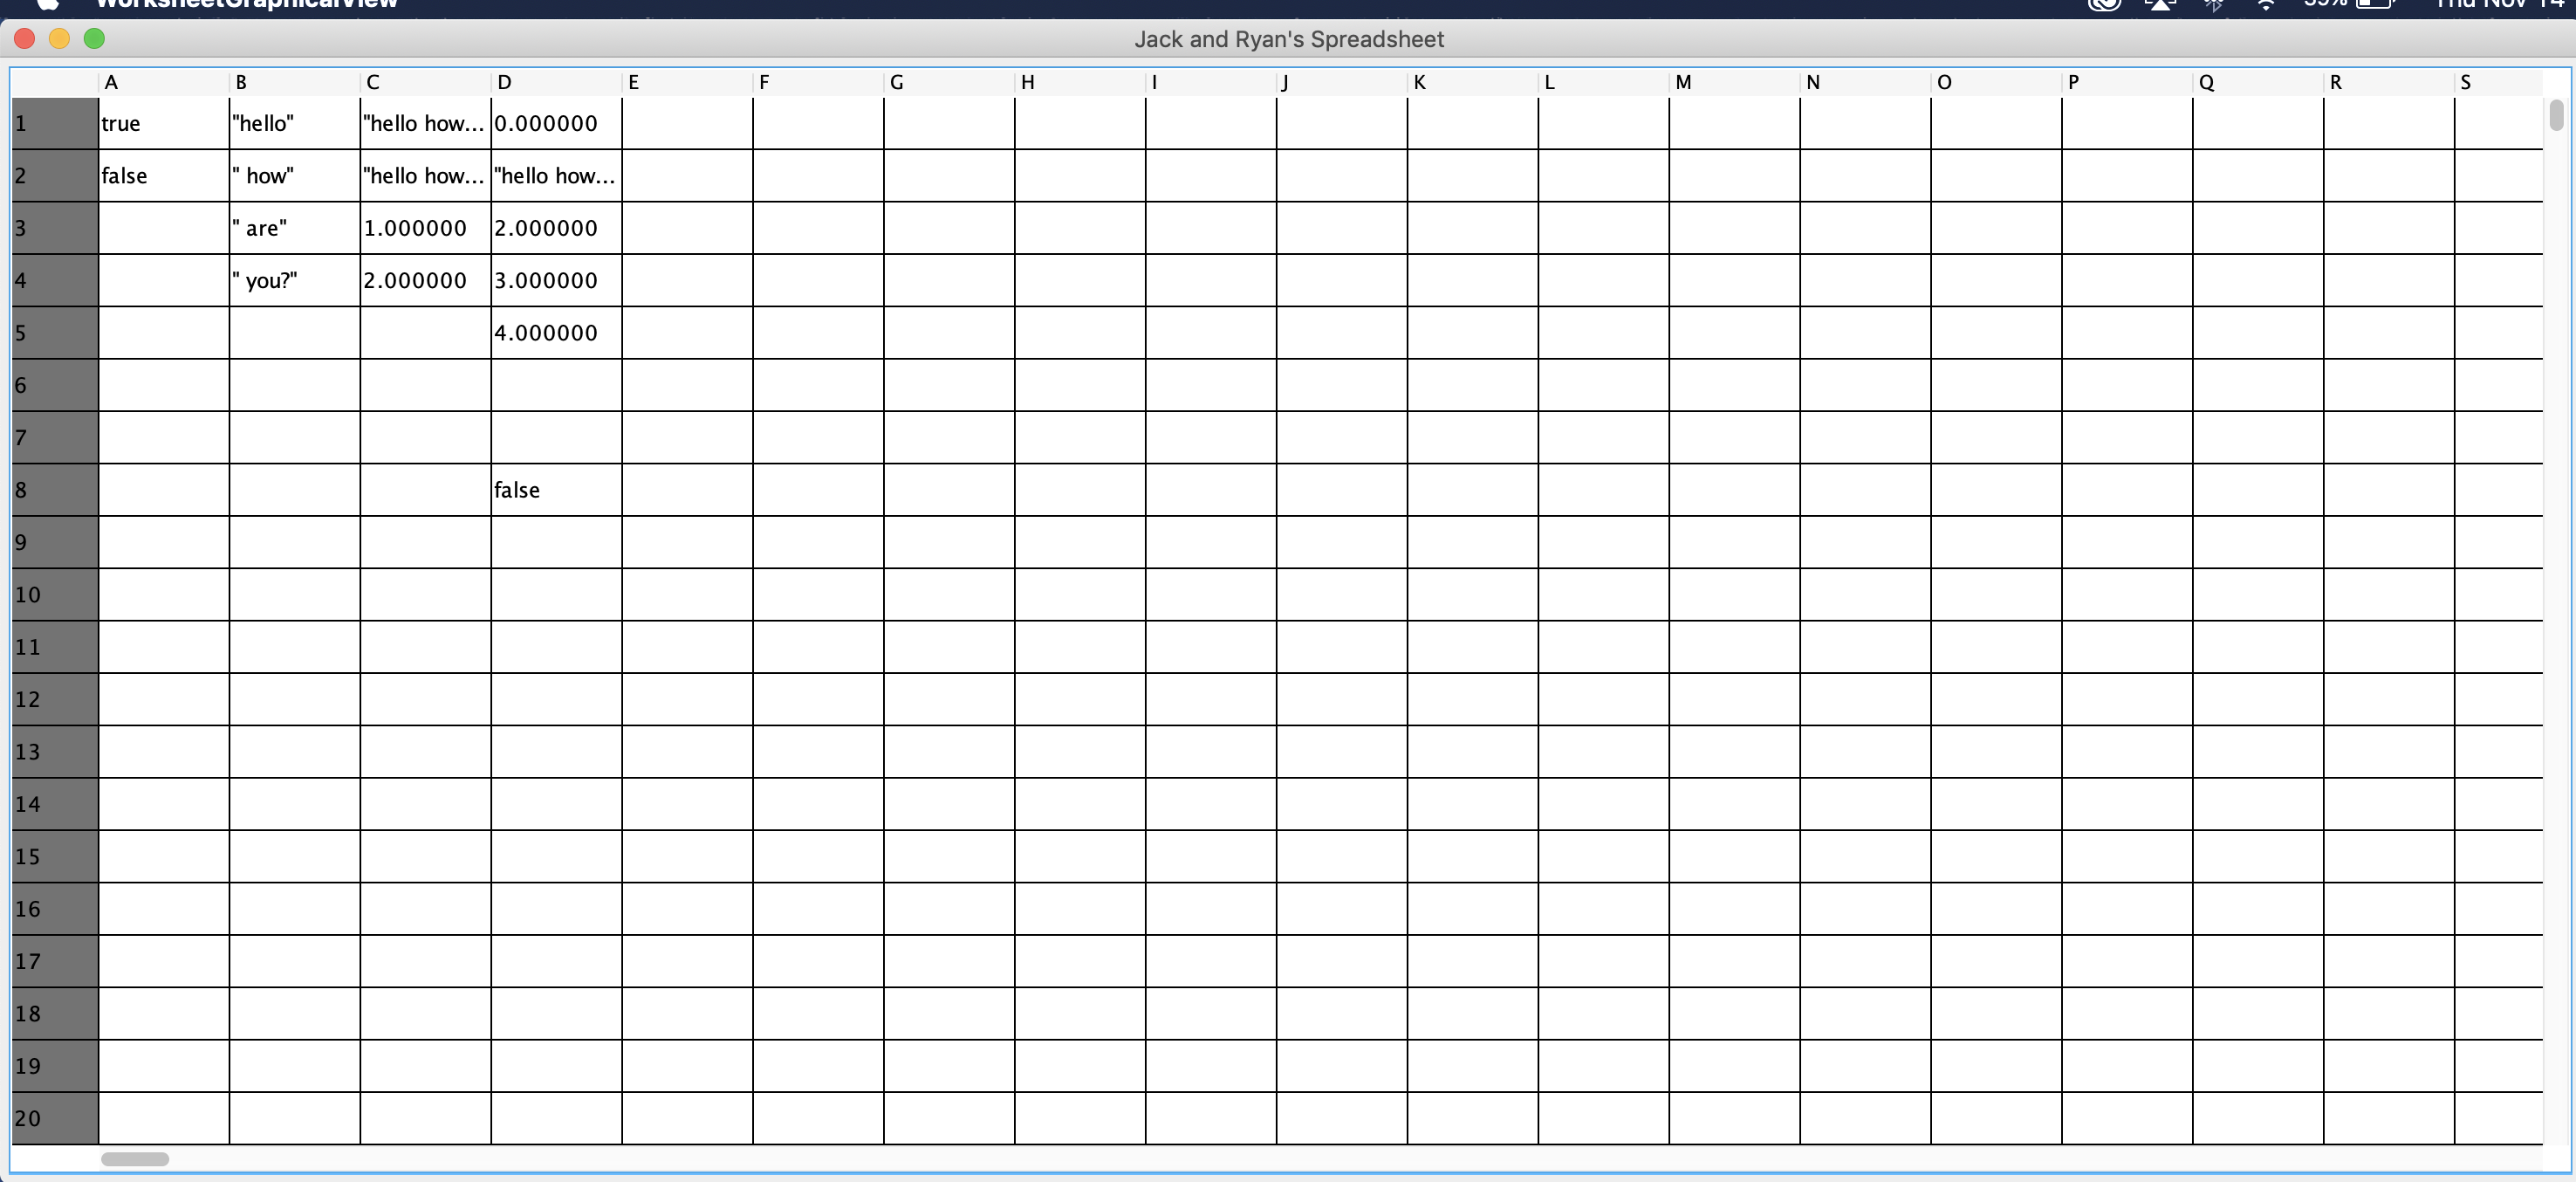 WorksheetGraphicalView Thu Nov 14
Jack and Ryan's Spreadsheet
A B C D E F G H I J K L M N O P Q R S
1 true "hello" "hello how... 0.000000
2 false " how" "hello how... "hello how...
3 " are" 1.000000 2.000000
4 " you?" 2.000000 3.000000
5 4.000000
6
7
8 false
9
10
11
12
13
14
15
16
17
18
19
20